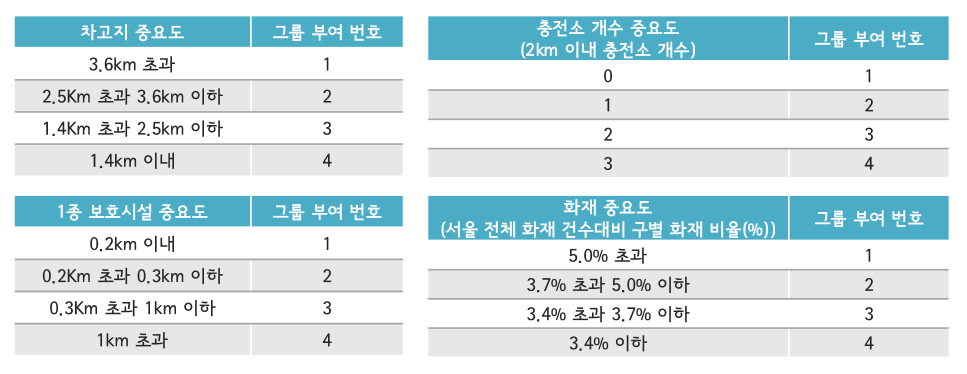 차고지 중요도 그룹 부여 번호
3.6km 초과 1
2.5Km 초과 3.6km 이하 2
1.4Km 초과 2.5km 이하 3
1.4km 이내 4
충전소 개수 중요도
(2km 이내 충전소 개수) 그룹 부여 번호
0 1
1 2
2 3
3 4
1종 보호시설 중요도 그룹 부여 번호
0.2km 이내 1
0.2Km 초과 0.3km 이하 2
0.3Km 초과 1km 이하 3
1km 초과 4
화재 중요도
(서울 전체 화재 건수대비 구별 화재 비율(%)) 그룹 부여 번호
5.0% 초과 1
3.7% 초과 5.0% 이하 2
3.4% 초과 3.7% 이하 3
3.4% 이하 4